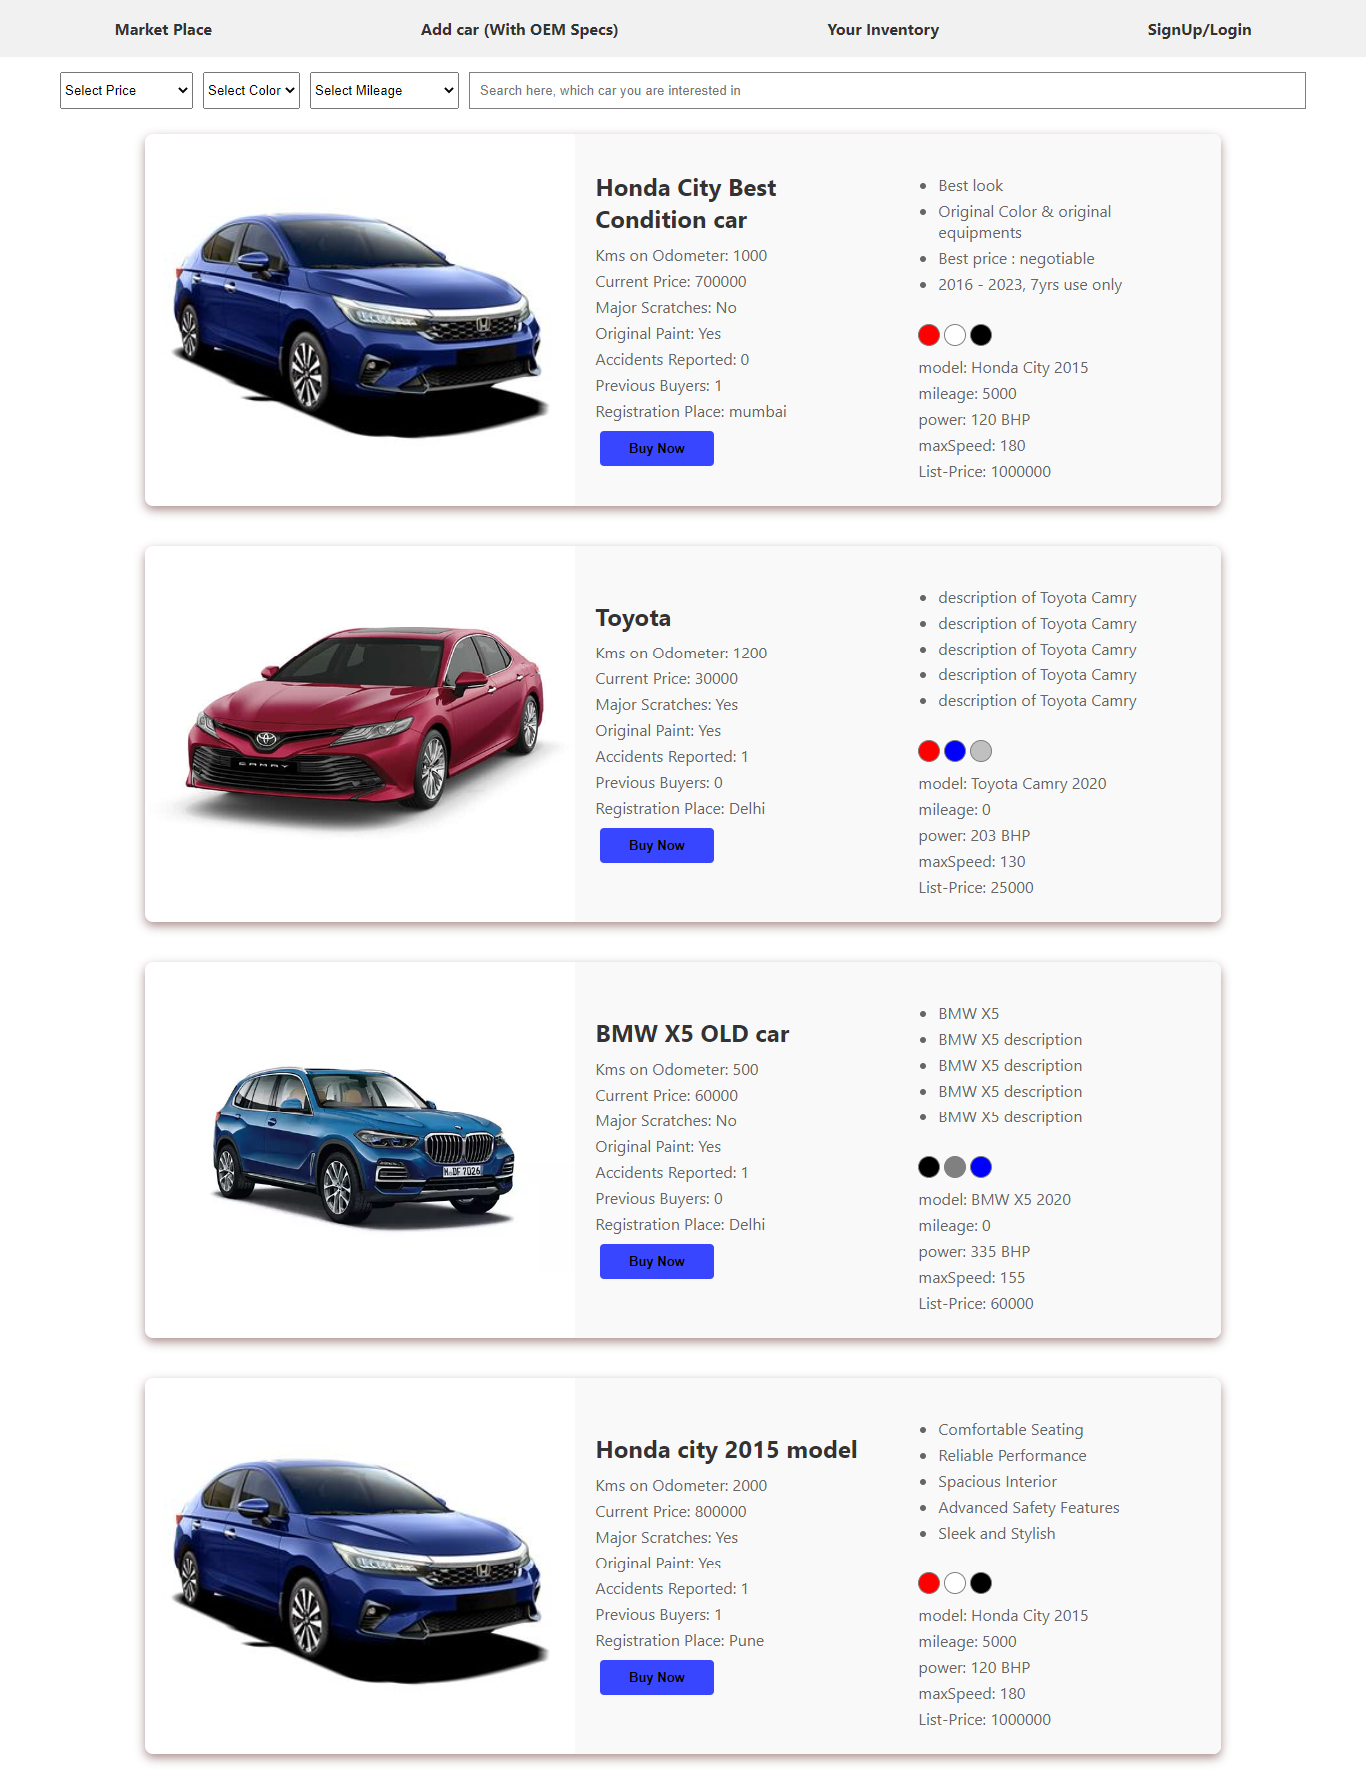 Market Place
Add car (With OEM Specs)
Your Inventory
SignUp/Login
Select Price
Select Color
Select Mileage
Search here, which car you are interested in
Honda City Best
Condition car
Kms on Odometer: 1000
Current Price: 700000
Major Scratches: No
Original Paint: Yes
Accidents Reported: 0
Previous Buyers: 1
Registration Place: mumbai
Buy Now
Best look
Original Color & original
equipments
Best price : negotiable
2016 - 2023, 7yrs use only
model: Honda City 2015
mileage: 5000
power: 120 BHP
maxSpeed: 180
List-Price: 1000000
CAMRY
Toyota
Kms on Odometer: 1200
Current Price: 30000
Major Scratches: Yes
Original Paint: Yes
Accidents Reported: 1
Previous Buyers: 0
Registration Place: Delhi
Buy Now
description of Toyota Camry
description of Toyota Camry
description of Toyota Camry
description of Toyota Camry
description of Toyota Camry
model: Toyota Camry 2020
mileage: 0
power: 203 BHP
maxSpeed: 130
List-Price: 25000
M DF 7026
BMW X5 OLD car
Kms on Odometer: 500
Current Price: 60000
Major Scratches: No
Original Paint: Yes
Accidents Reported: 1
Previous Buyers: 0
Registration Place: Delhi
Buy Now
BMW X5
BMW X5 description
BMW X5 description
BMW X5 description
BMW X5 description
model: BMW X5 2020
mileage: 0
power: 335 BHP
maxSpeed: 155
List-Price: 60000
Honda city 2015 model
Kms on Odometer: 2000
Current Price: 800000
Major Scratches: Yes
Original Paint: Yes
Accidents Reported: 1
Previous Buyers: 1
Registration Place: Pune
Buy Now
Comfortable Seating
Reliable Performance
Spacious Interior
Advanced Safety Features
Sleek and Stylish
model: Honda City 2015
mileage: 5000
power: 120 BHP
maxSpeed: 180
List-Price: 1000000